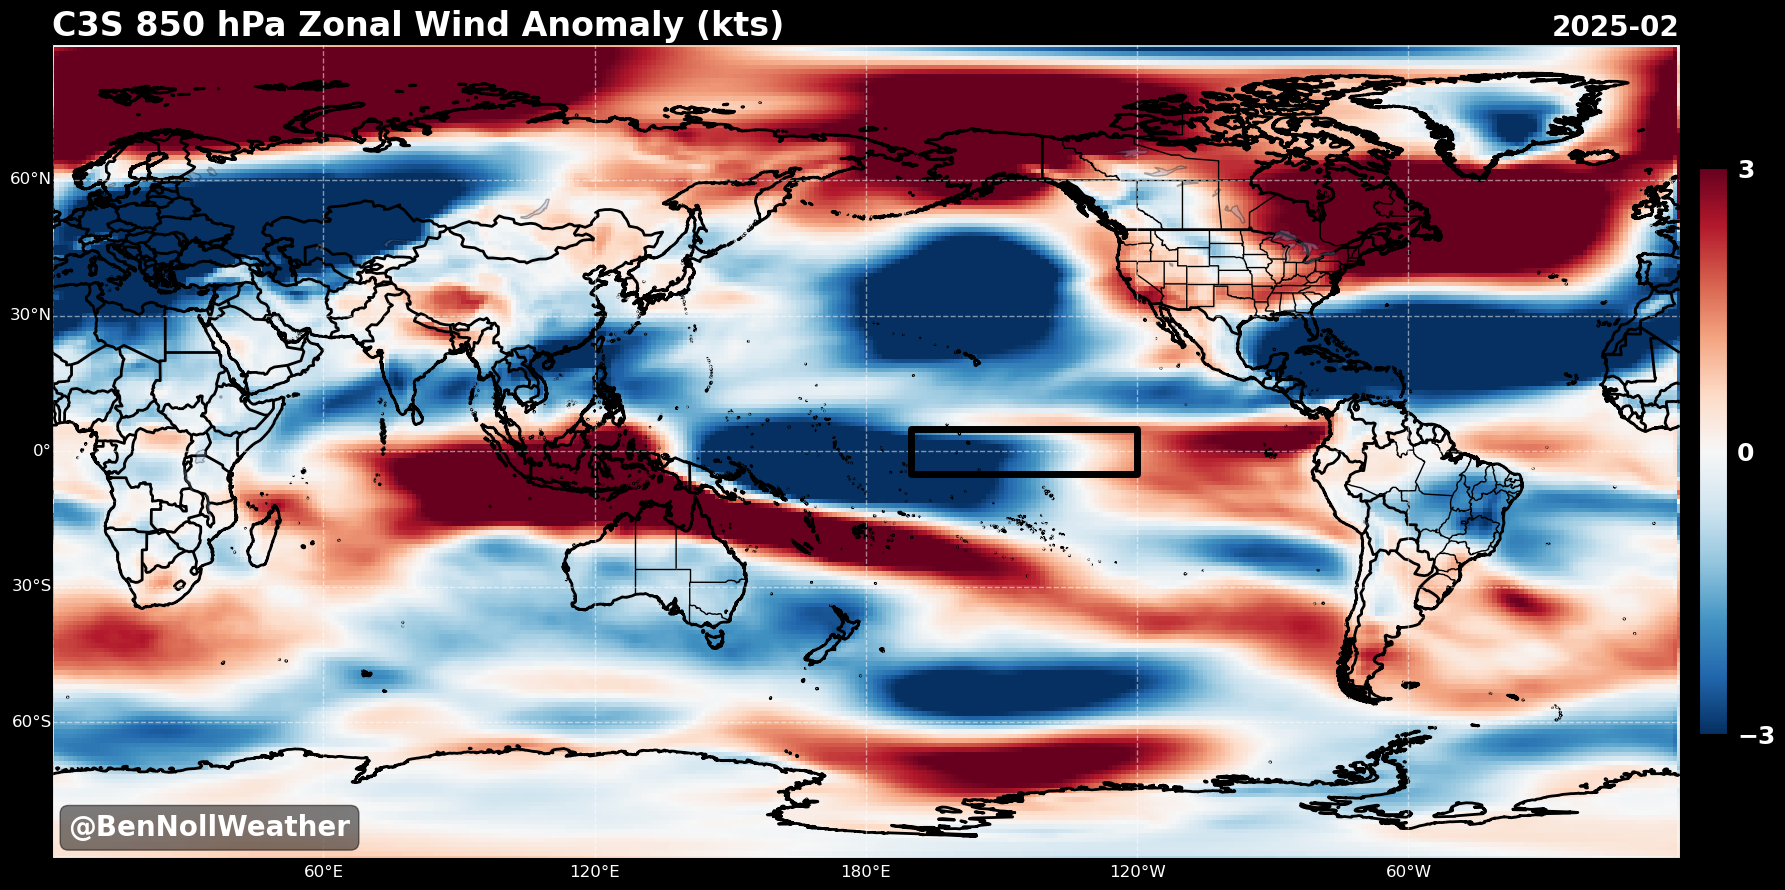 C3S 850 hPa Zonal Wind Anomaly (kts)
2025-02
60°N
30°N
0°
30°S
60°S
3
0
−3
@BenNollWeather
60°E
120°E
180°E
120°W
60°W